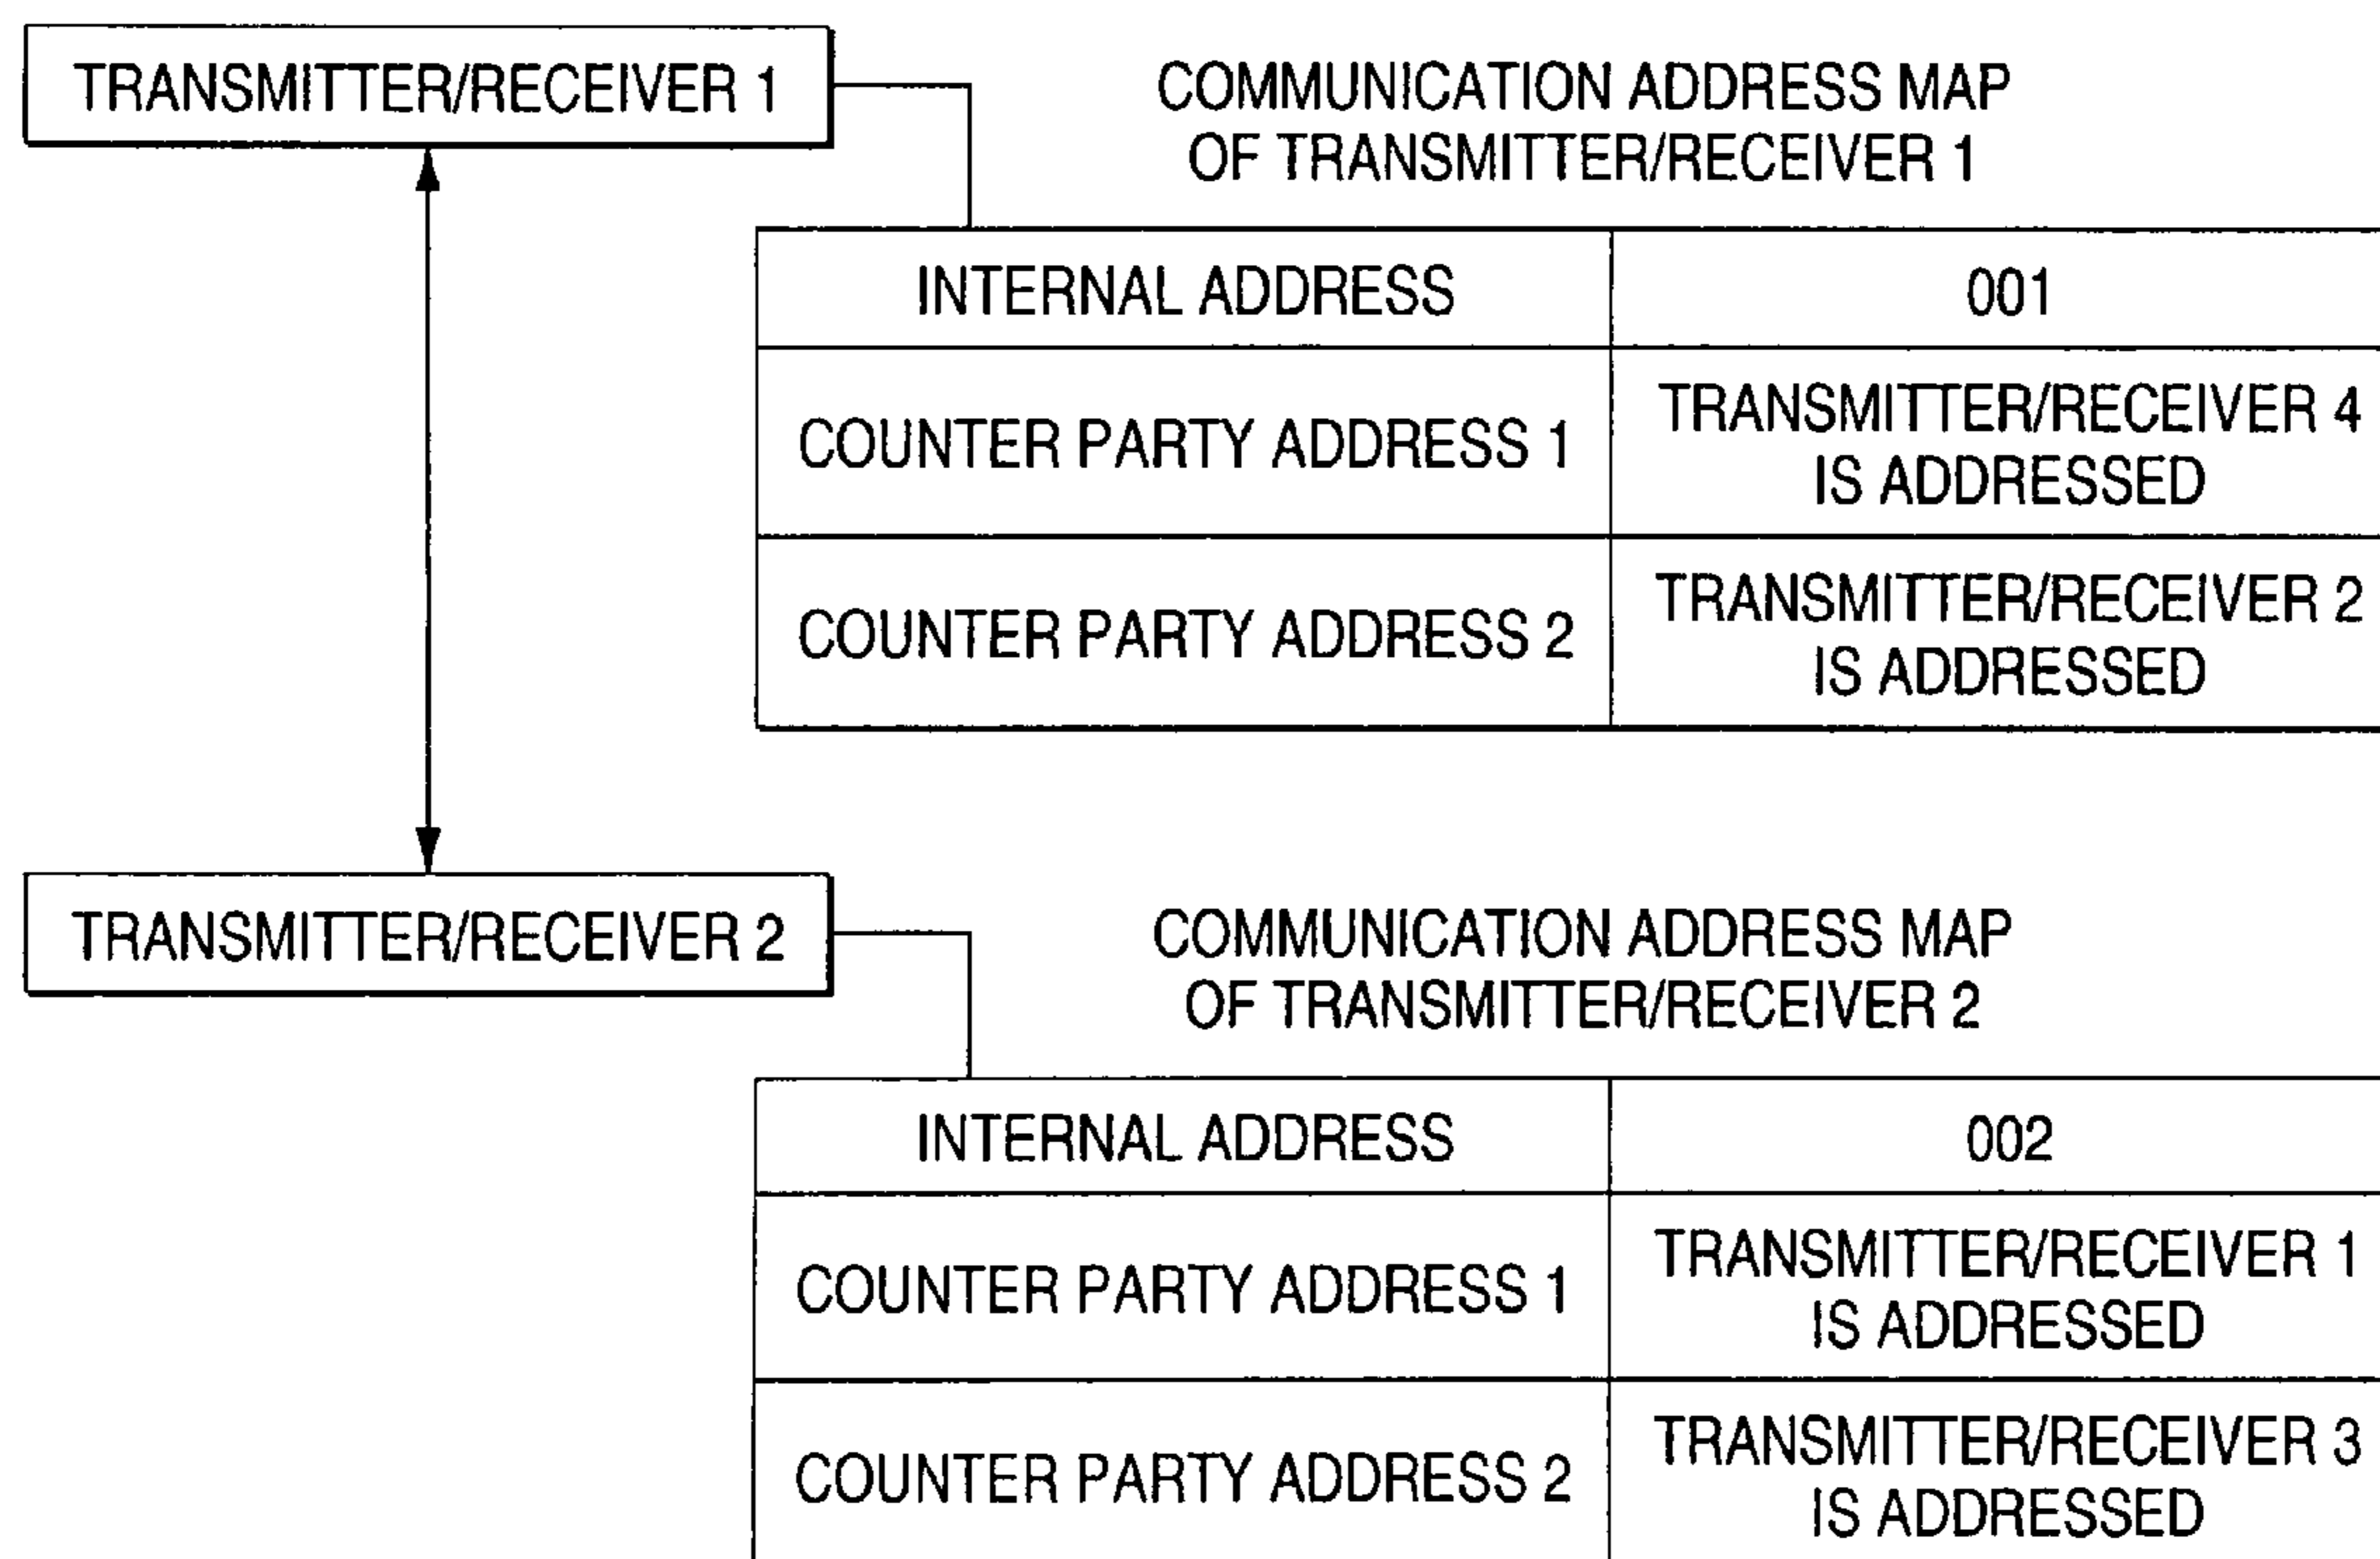 TRANSMITTER/RECEIVER 1
COMMUNICATION ADDRESS MAP
OF TRANSMITTER/RECEIVER 1
INTERNAL ADDRESS
001
COUNTER PARTY ADDRESS 1
TRANSMITTER/RECEIVER 4
IS ADDRESSED
COUNTER PARTY ADDRESS 2
TRANSMITTER/RECEIVER 2
IS ADDRESSED
TRANSMITTER/RECEIVER 2
COMMUNICATION ADDRESS MAP
OF TRANSMITTER/RECEIVER 2
INTERNAL ADDRESS
002
COUNTER PARTY ADDRESS 1
TRANSMITTER/RECEIVER 1
IS ADDRESSED
COUNTER PARTY ADDRESS 2
TRANSMITTER/RECEIVER 3
IS ADDRESSED